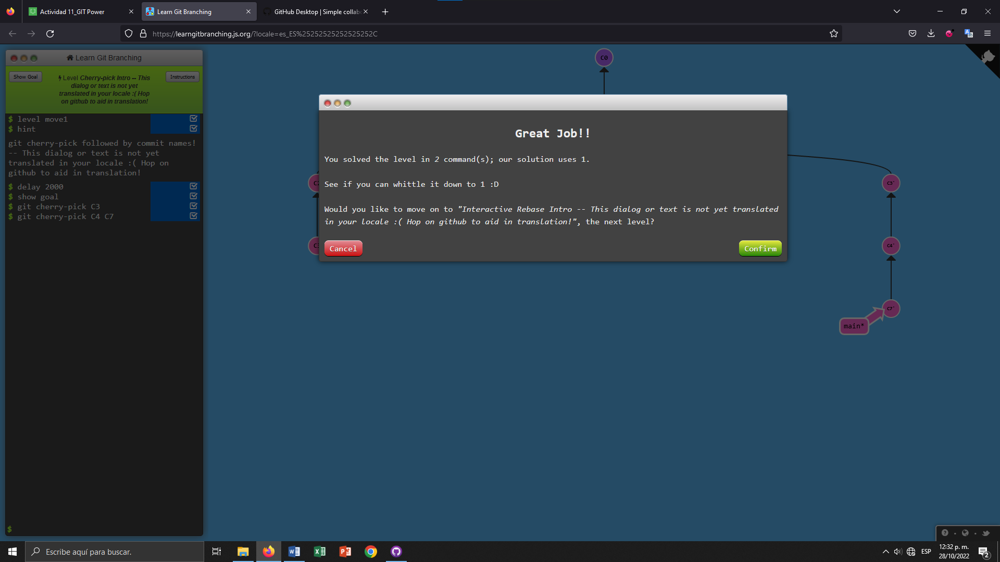 Actividad 11_GIT Power
Learn Git Branching
GitHub Desktop | Simple collab
https://learngitbranching.js.org/?locale=es_ES%25252525252525252C
Learn Git Branching
Show Goal
Level Cherry-pick Intro -- This
dialog or text is not yet
translated in your locale :( Hop
on github to aid in translation!
Instructions
$ level move1
$ hint
git cherry-pick followed by commit names!
-- This dialog or text is not yet
translated in your locale :( Hop on
github to aid in translation!
$ delay 2000
$ show goal
$ git cherry-pick C3
$ git cherry-pick C4 C7
$
C0
Great Job!!
You solved the level in 2 command(s); our solution uses 1.
See if you can whittle it down to 1 :D
Would you like to move on to "Interactive Rebase Intro -- This dialog or text is not yet translated
in your locale :( Hop on github to aid in translation!", the next level?
Cancel
Confirm
C3'
C4'
C7'
main*
Escribe aquí para buscar.
ESP
12:32 p. m.
28/10/2022
2